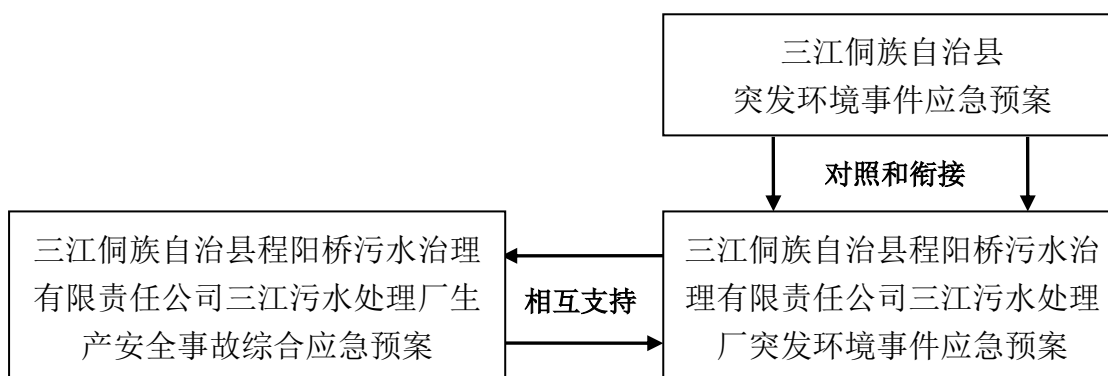 三江侗族自治县
突发环境事件应急预案
对照和衔接
三江侗族自治县程阳桥污水治理
有限责任公司三江污水处理厂生
产安全事故综合应急预案
相互支持
三江侗族自治县程阳桥污水治
理有限责任公司三江污水处理
厂突发环境事件应急预案